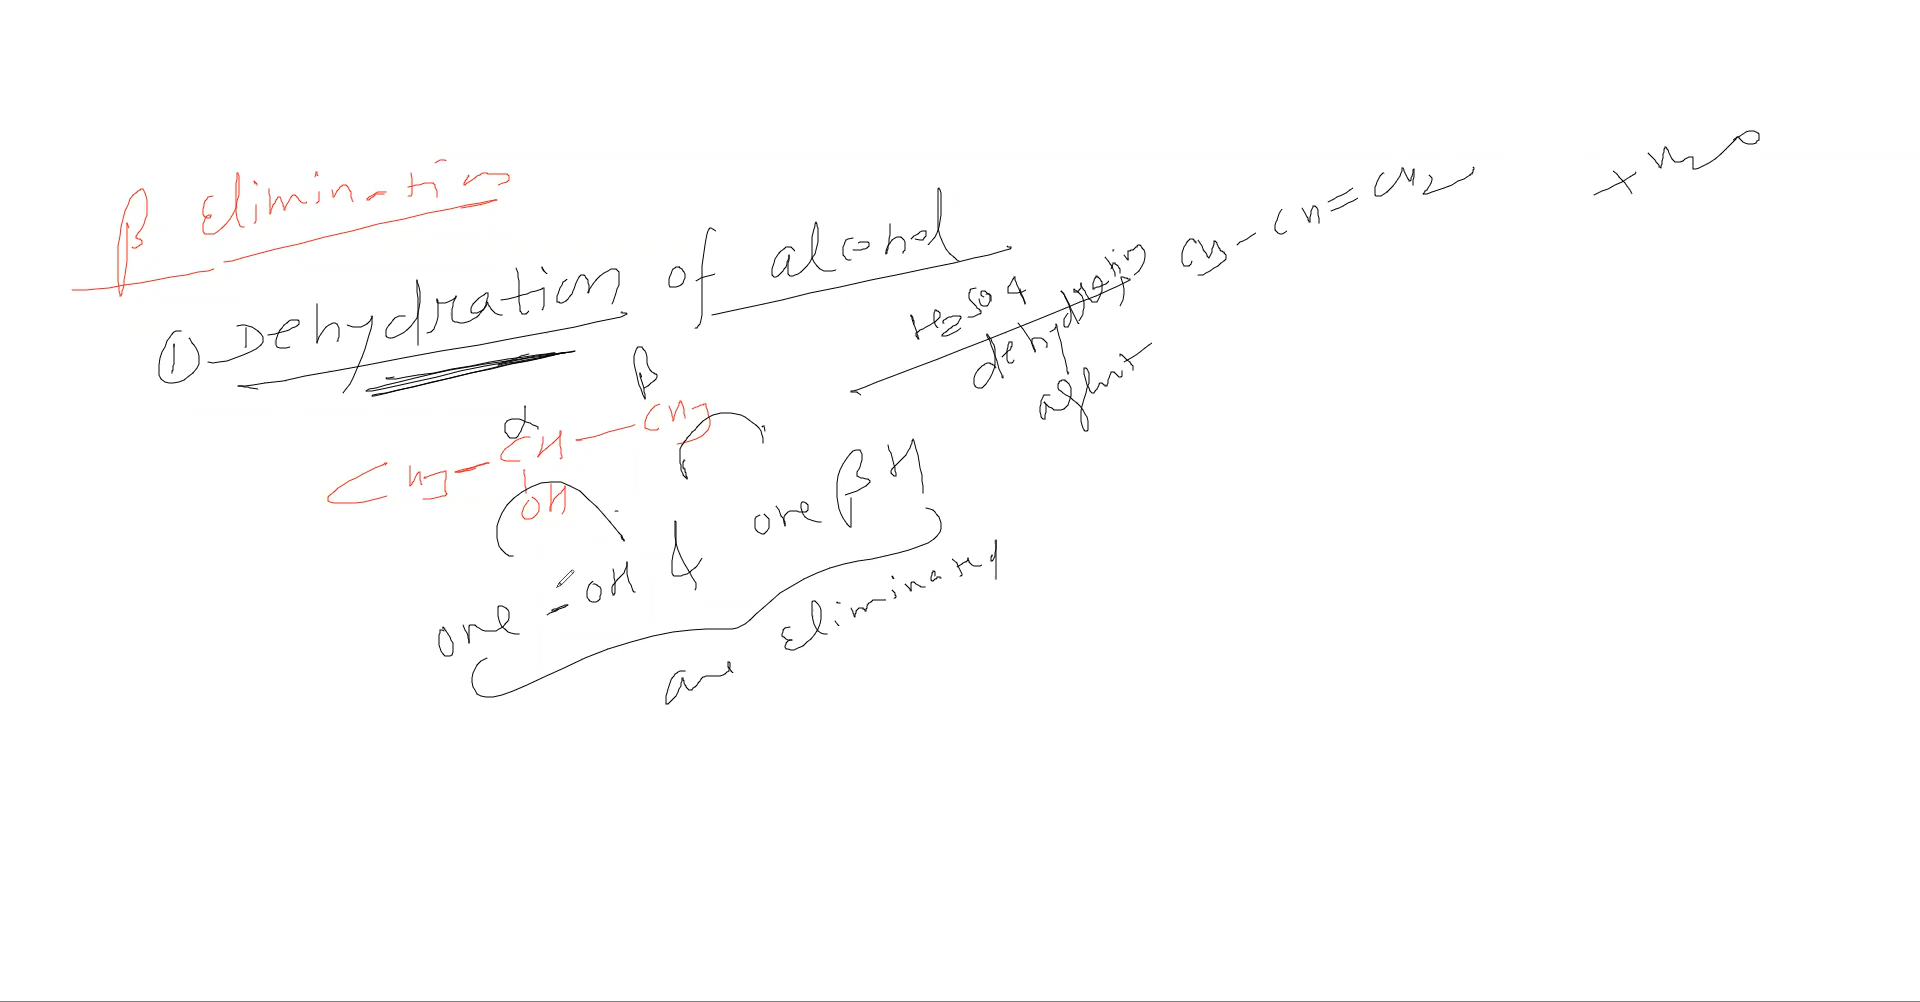 β Elimination
① Dehydration of alcohol
H2SO4
dehydrating
agent
CH3 - CH = CH2 + H2O
α β
CH3 - CH - CH3
OH
one -OH & one β H
are Eliminated